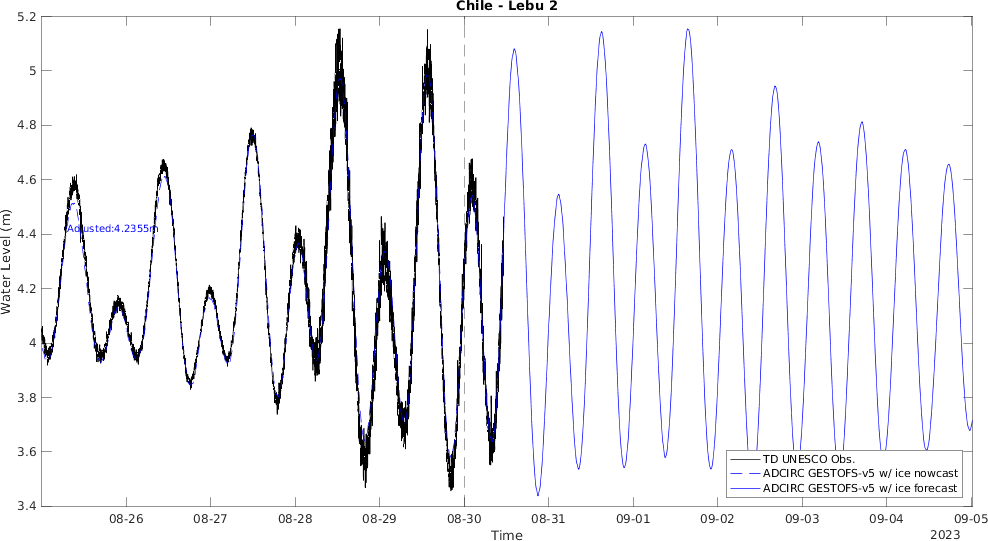 Chile - Lebu 2
5.2
5
4.8
4.6
4.4
4.2
4
3.8
3.6
3.4
Water Level (m)
Adjusted:4.2355m
TD UNESCO Obs.
ADCIRC GESTOFS-v5 w/ ice nowcast
ADCIRC GESTOFS-v5 w/ ice forecast
08-26 08-27 08-28 08-29 08-30 08-31 09-01 09-02 09-03 09-04 09-05
Time
2023